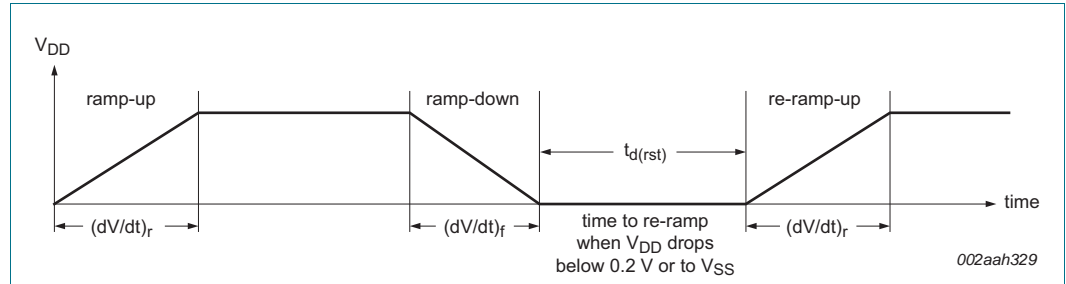 VDD
ramp-up
ramp-down
re-ramp-up
td(rst)
time
(dV/dt)r
(dV/dt)f
time to re-ramp
when VDD drops
below 0.2 V or to VSS
(dV/dt)r
002aah329